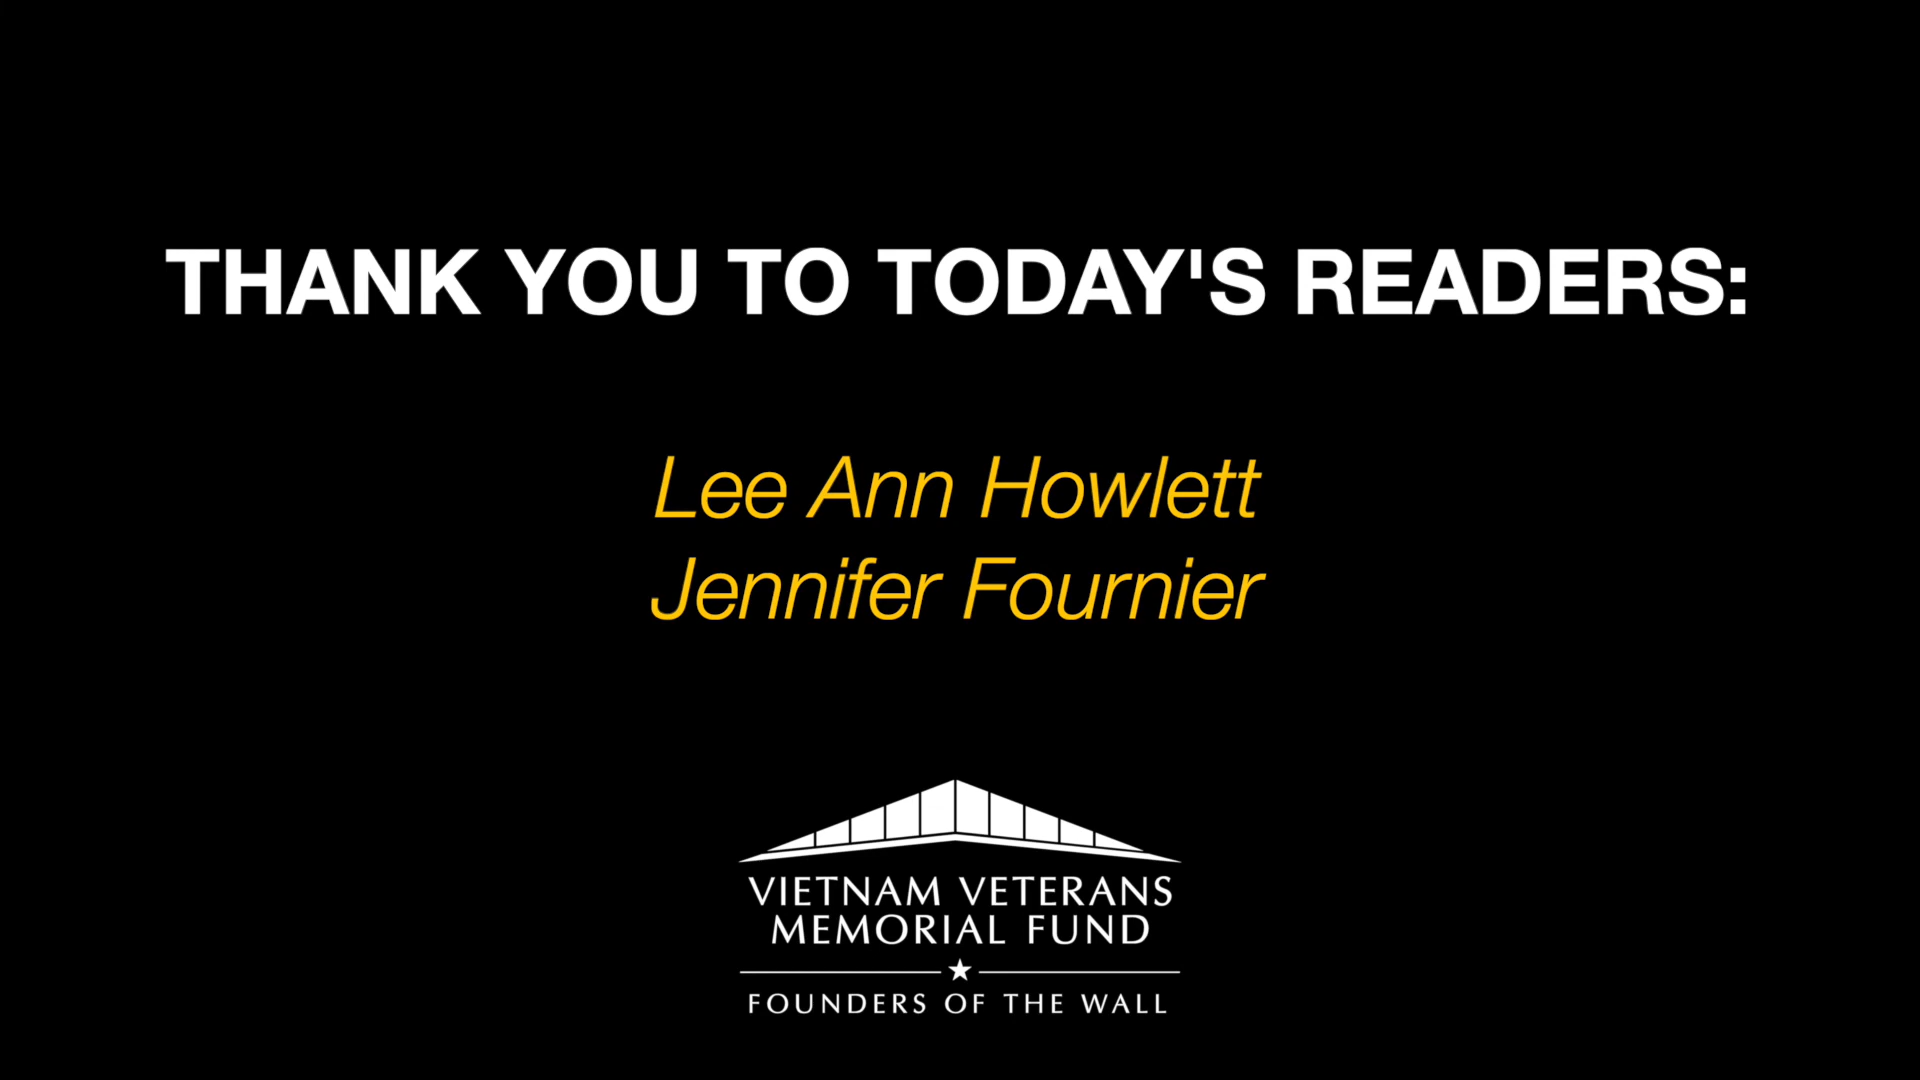 THANK YOU TO TODAY'S READERS:
Lee Ann Howlett
Jennifer Fournier
VIETNAM VETERANS
MEMORIAL FUND
FOUNDERS OF THE WALL